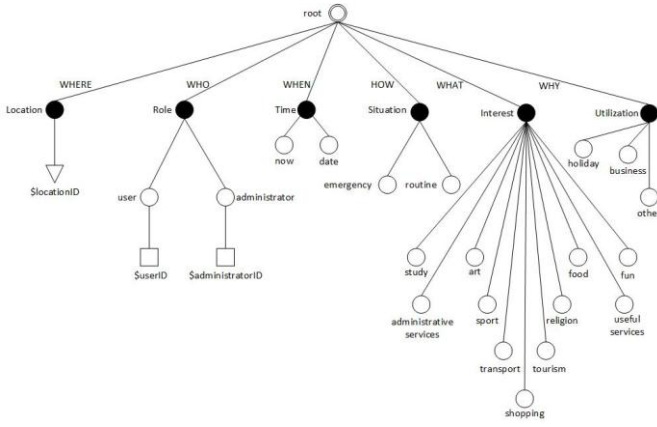 root
WHERE
WHO
WHEN
HOW
WHAT
WHY
Location
Role
Time
Situation
Interest
Utilization
now
date
holiday
business
$locationID
user
administrator
emergency
routine
othe
$userID
$administratorID
study
art
food
fun
administrative
services
sport
religion
useful
services
transport
tourism
shopping